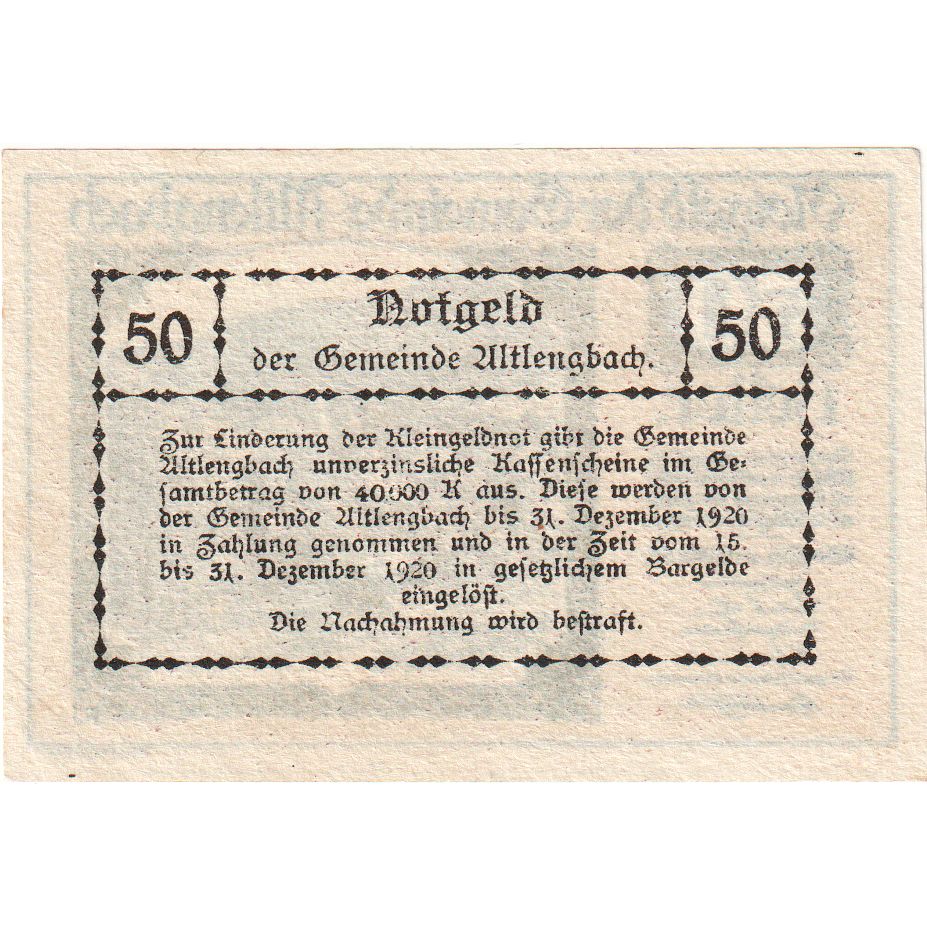 50
Notgeld
50
der Gemeinde Altlengbach.
Zur Linderung der Kleingeldnot gibt die Gemeinde
Altlengbach unverzinsliche Kassenscheine im Ge-
samtbetrag von 40000 K aus. Diese werden von
der Gemeinde Altlengbach bis 31. Dezember 1920
in Zahlung genommen und in der Zeit vom 15.
bis 31. Dezember 1920 in gesetzlichem Bargelde
eingelöst.
Die Nachahmung wird bestraft.